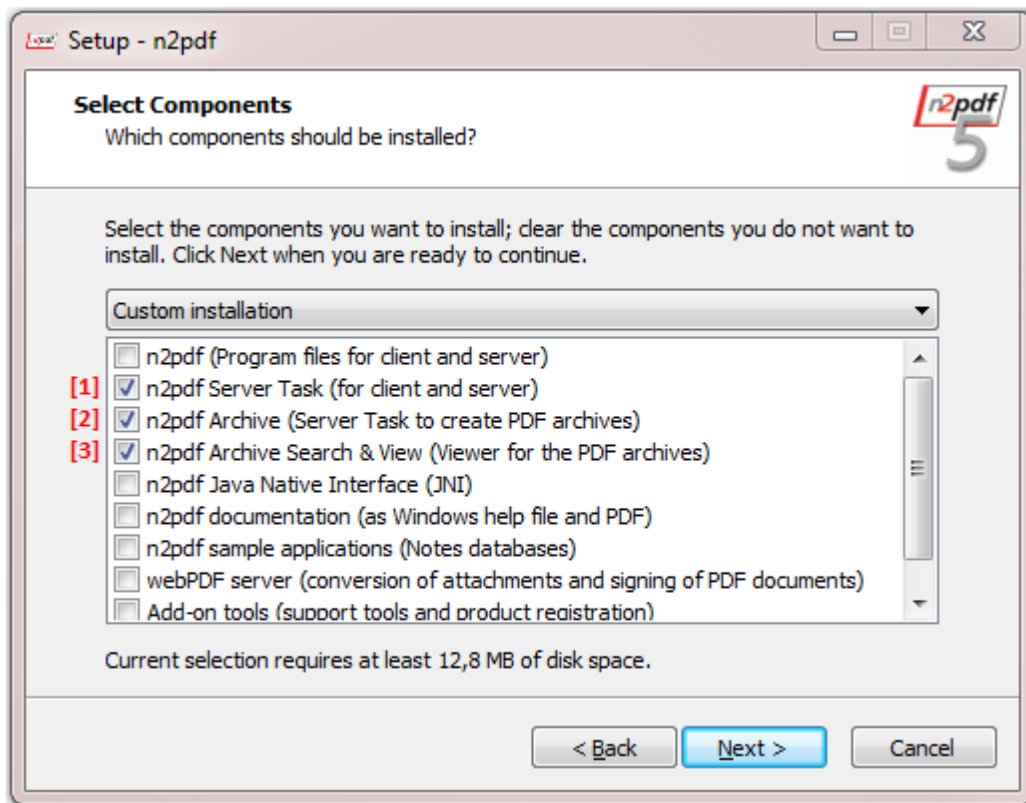 n2pdf Setup - n2pdf
Select Components
Which components should be installed?
n2pdf
5
Select the components you want to install; clear the components you do not want to
install. Click Next when you are ready to continue.
Custom installation
n2pdf (Program files for client and server)
[1] n2pdf Server Task (for client and server)
[2] n2pdf Archive (Server Task to create PDF archives)
[3] n2pdf Archive Search & View (Viewer for the PDF archives)
n2pdf Java Native Interface (JNI)
n2pdf documentation (as Windows help file and PDF)
n2pdf sample applications (Notes databases)
webPDF server (conversion of attachments and signing of PDF documents)
Add-on tools (support tools and product registration)
Current selection requires at least 12,8 MB of disk space.
< Back Next > Cancel